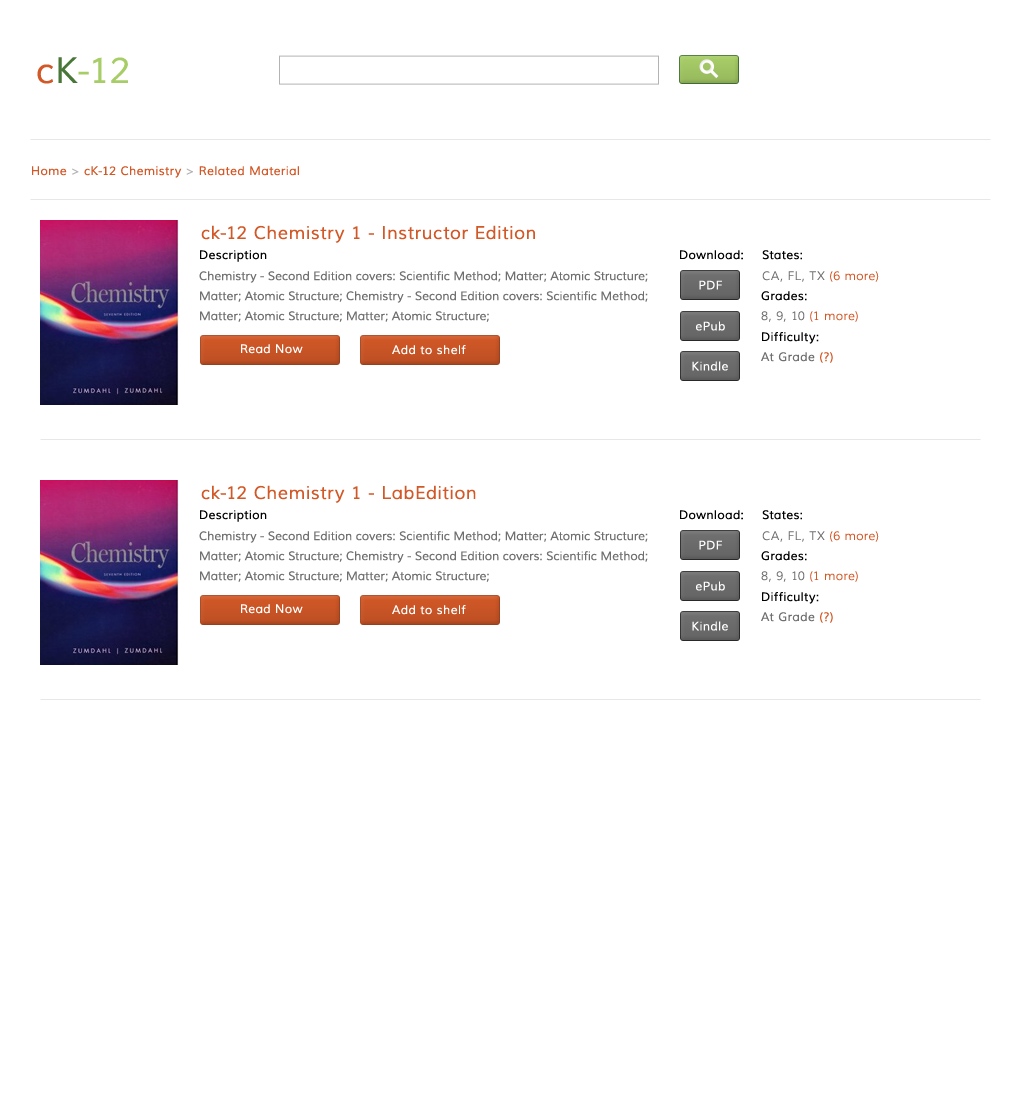 cK-12
Home > cK-12 Chemistry > Related Material
Chemistry
SEVENTH EDITION
ZUMDAHL | ZUMDAHL
ck-12 Chemistry 1 - Instructor Edition
Description
Chemistry - Second Edition covers: Scientific Method; Matter; Atomic Structure;
Matter; Atomic Structure; Chemistry - Second Edition covers: Scientific Method;
Matter; Atomic Structure; Matter; Atomic Structure;
Read Now
Add to shelf
Download:
PDF
ePub
Kindle
States:
CA, FL, TX (6 more)
Grades:
8, 9, 10 (1 more)
Difficulty:
At Grade (?)
Chemistry
SEVENTH EDITION
ZUMDAHL | ZUMDAHL
ck-12 Chemistry 1 - LabEdition
Description
Chemistry - Second Edition covers: Scientific Method; Matter; Atomic Structure;
Matter; Atomic Structure; Chemistry - Second Edition covers: Scientific Method;
Matter; Atomic Structure; Matter; Atomic Structure;
Read Now
Add to shelf
Download:
PDF
ePub
Kindle
States:
CA, FL, TX (6 more)
Grades:
8, 9, 10 (1 more)
Difficulty:
At Grade (?)